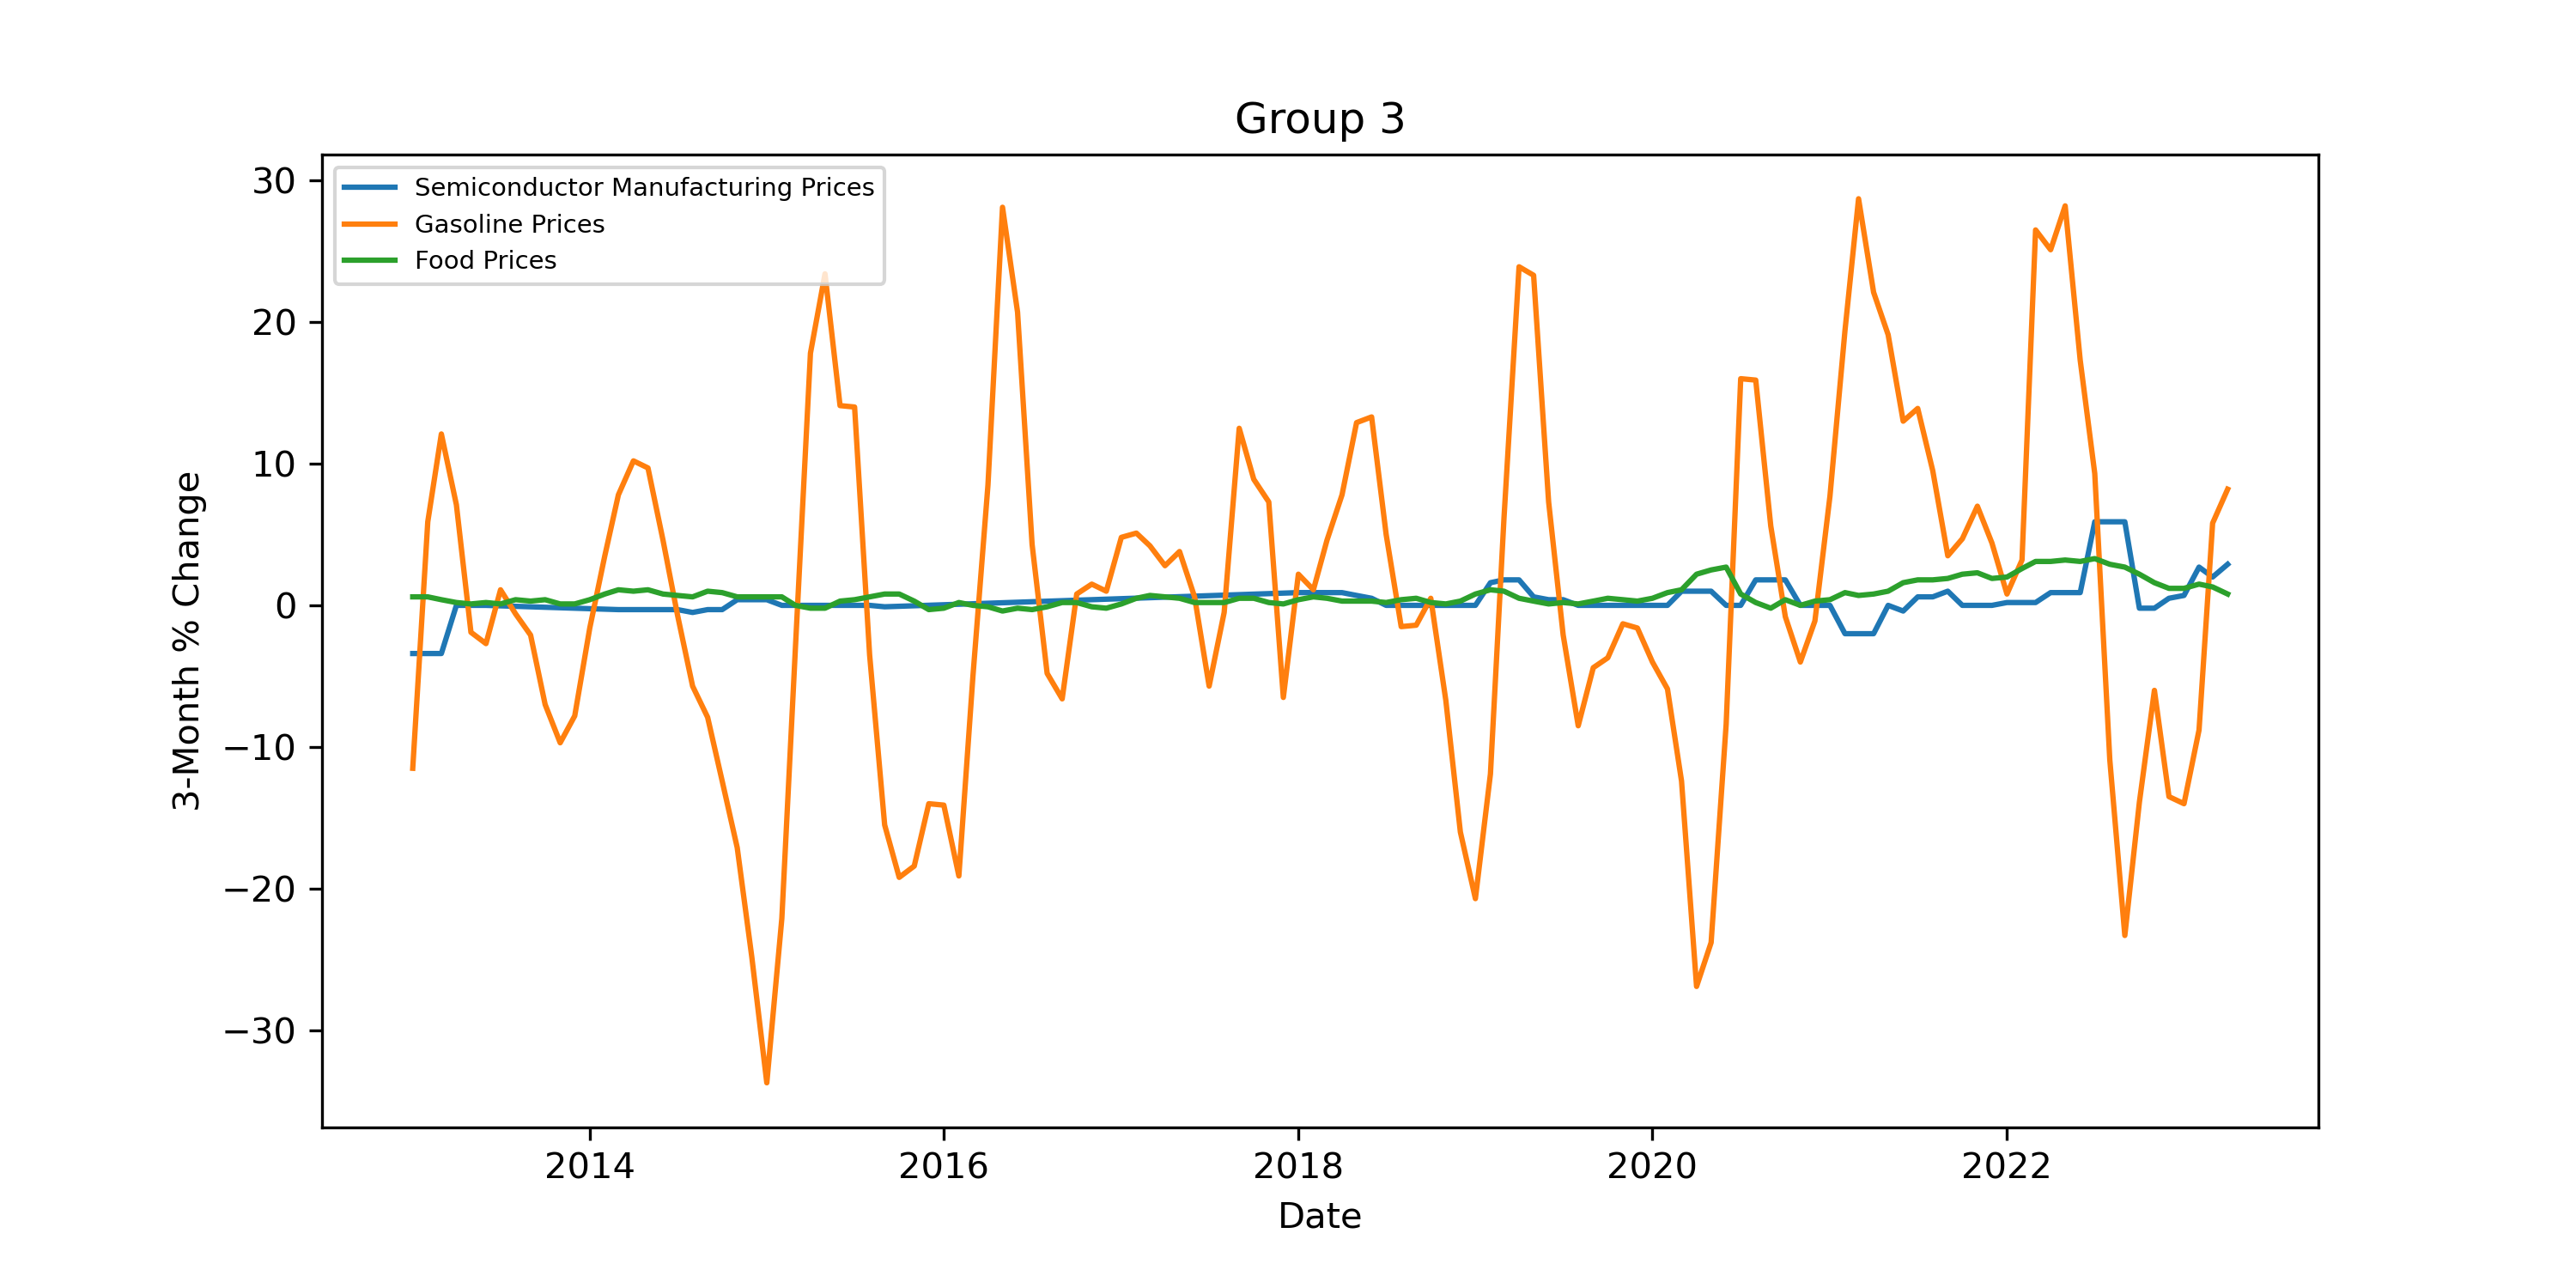 Group 3
Semiconductor Manufacturing Prices
Gasoline Prices
Food Prices
3-Month % Change
30
20
10
0
−10
−20
−30
2014 2016 2018 2020 2022
Date